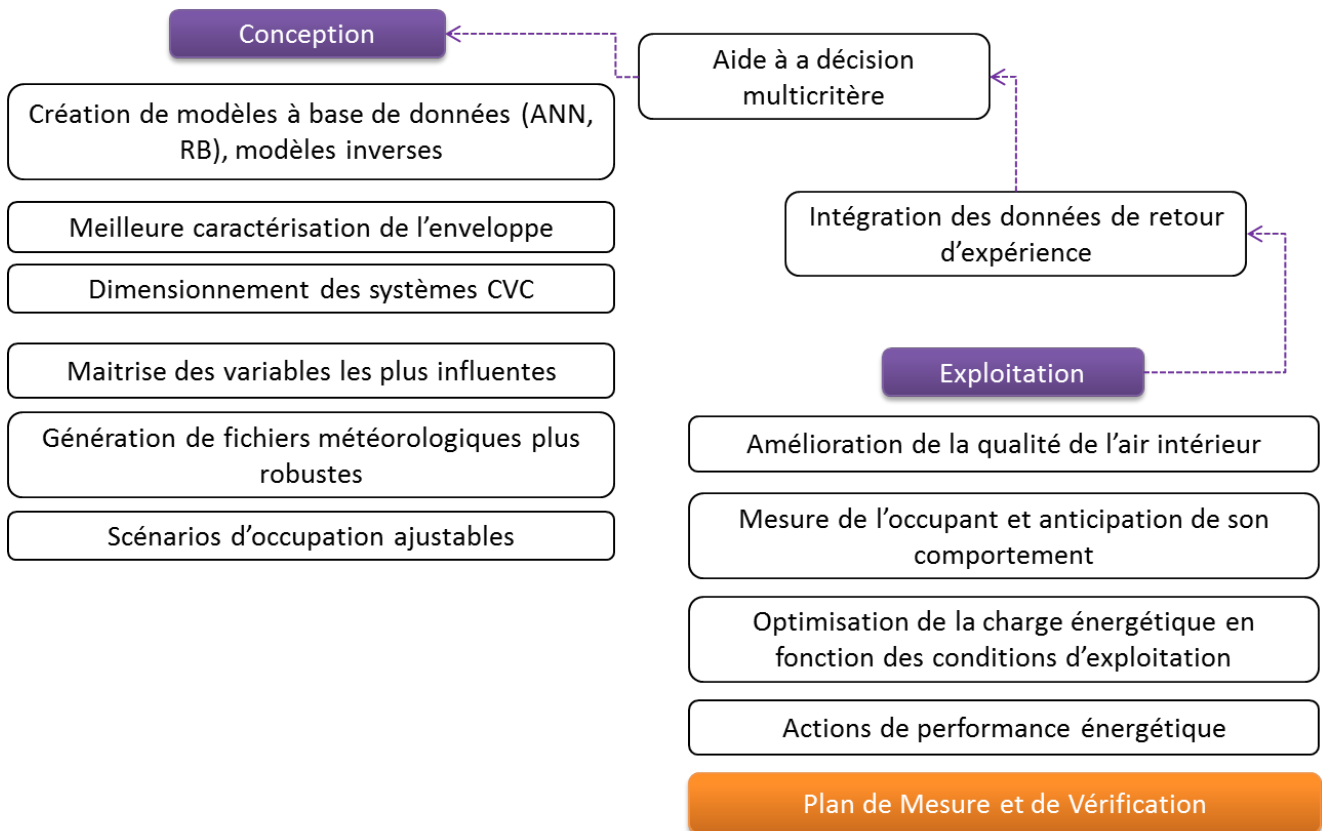 Conception
Création de modèles à base de données (ANN,
RB), modèles inverses
Meilleure caractérisation de l’enveloppe
Dimensionnement des systèmes CVC
Maitrise des variables les plus influentes
Génération de fichiers météorologiques plus
robustes
Scénarios d’occupation ajustables
Aide à a décision
multicritère
Intégration des données de retour
d’expérience
Exploitation
Amélioration de la qualité de l’air intérieur
Mesure de l’occupant et anticipation de son
comportement
Optimisation de la charge énergétique en
fonction des conditions d’exploitation
Actions de performance énergétique
Plan de Mesure et de Vérification